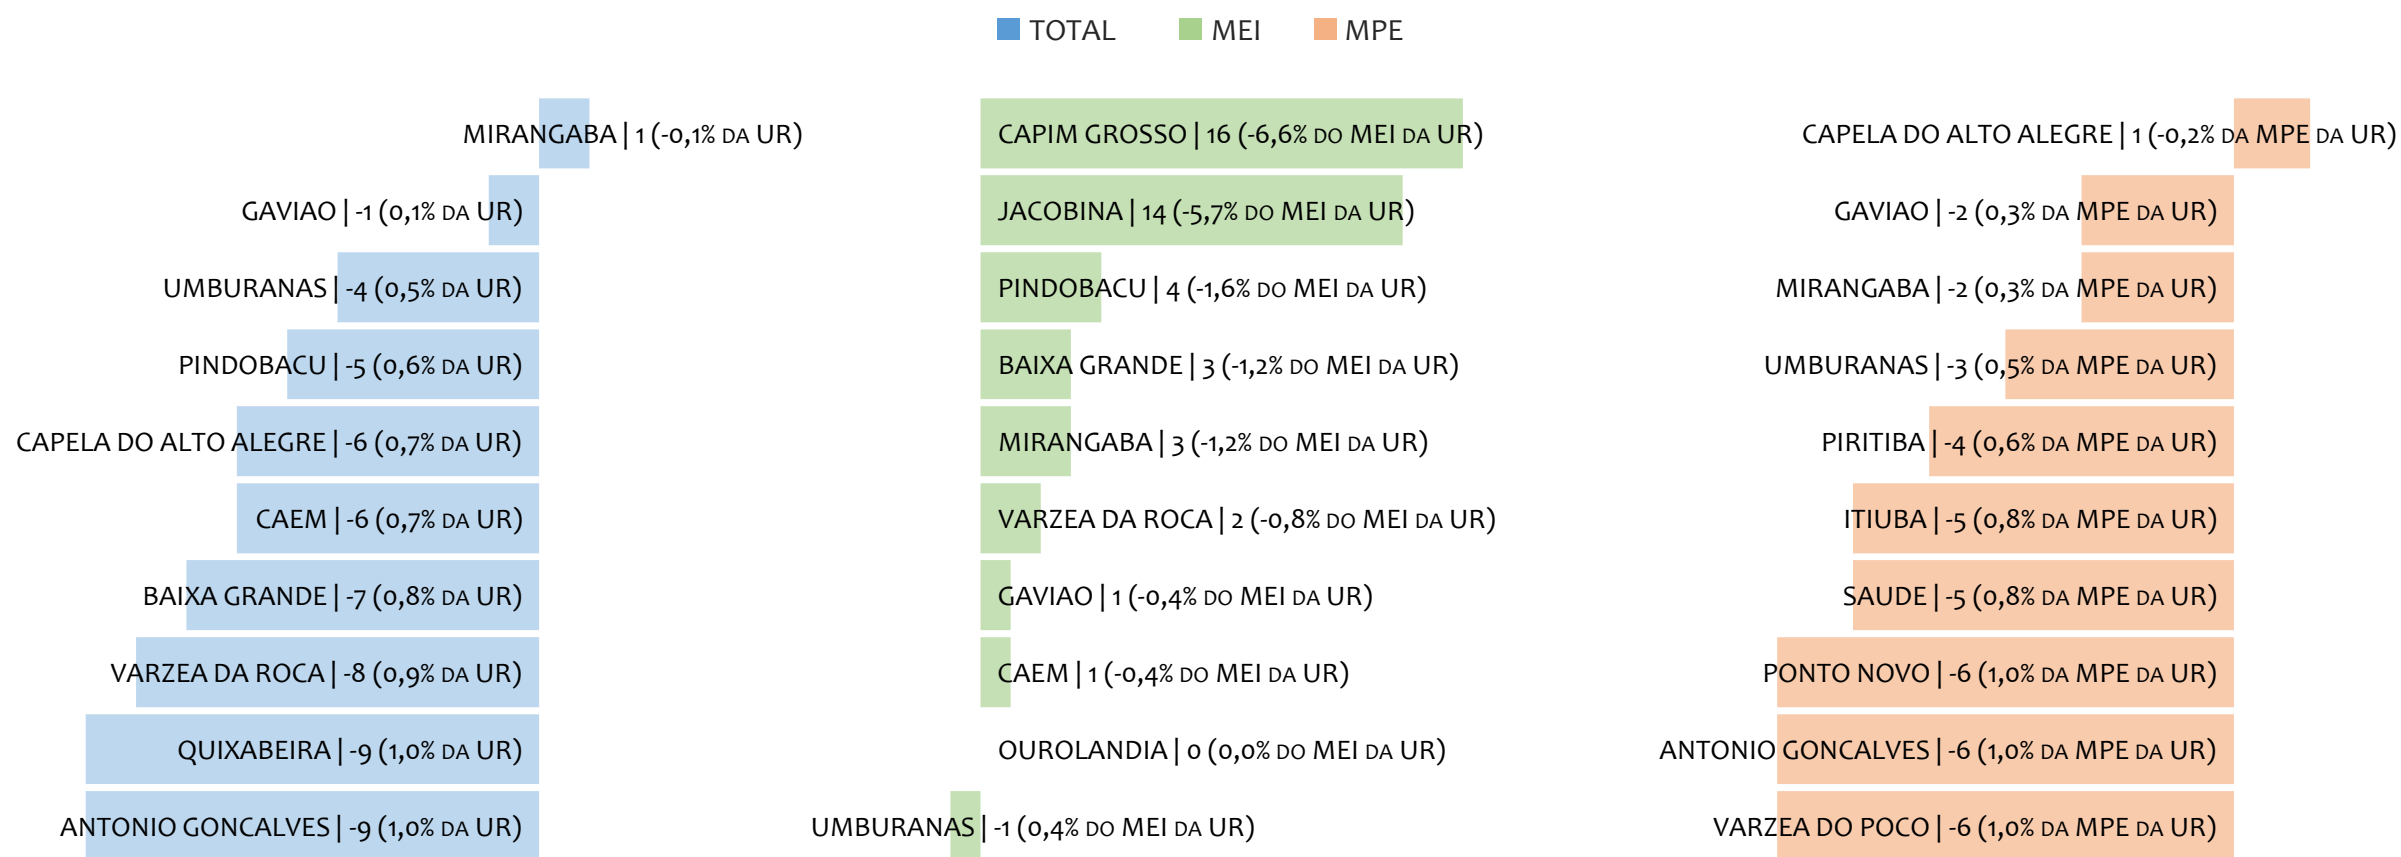 TOTAL MEI MPE
MIRANGABA | 1 (-0,1% DA UR)
GAVIAO | -1 (0,1% DA UR)
UMBURANAS | -4 (0,5% DA UR)
PINDOBACU | -5 (0,6% DA UR)
CAPELA DO ALTO ALEGRE | -6 (0,7% DA UR)
CAEM | -6 (0,7% DA UR)
BAIXA GRANDE | -7 (0,8% DA UR)
VARZEA DA ROCA | -8 (0,9% DA UR)
QUIXABEIRA | -9 (1,0% DA UR)
ANTONIO GONCALVES | -9 (1,0% DA UR)
CAPIM GROSSO | 16 (-6,6% DO MEI DA UR)
JACOBINA | 14 (-5,7% DO MEI DA UR)
PINDOBACU | 4 (-1,6% DO MEI DA UR)
BAIXA GRANDE | 3 (-1,2% DO MEI DA UR)
MIRANGABA | 3 (-1,2% DO MEI DA UR)
VARZEA DA ROCA | 2 (-0,8% DO MEI DA UR)
GAVIAO | 1 (-0,4% DO MEI DA UR)
CAEM | 1 (-0,4% DO MEI DA UR)
OUROLANDIA | 0 (0,0% DO MEI DA UR)
UMBURANAS | -1 (0,4% DO MEI DA UR)
CAPELA DO ALTO ALEGRE | 1 (-0,2% DA MPE DA UR)
GAVIAO | -2 (0,3% DA MPE DA UR)
MIRANGABA | -2 (0,3% DA MPE DA UR)
UMBURANAS | -3 (0,5% DA MPE DA UR)
PIRITIBA | -4 (0,6% DA MPE DA UR)
ITIUBA | -5 (0,8% DA MPE DA UR)
SAUDE | -5 (0,8% DA MPE DA UR)
PONTO NOVO | -6 (1,0% DA MPE DA UR)
ANTONIO GONCALVES | -6 (1,0% DA MPE DA UR)
VARZEA DO POCO | -6 (1,0% DA MPE DA UR)